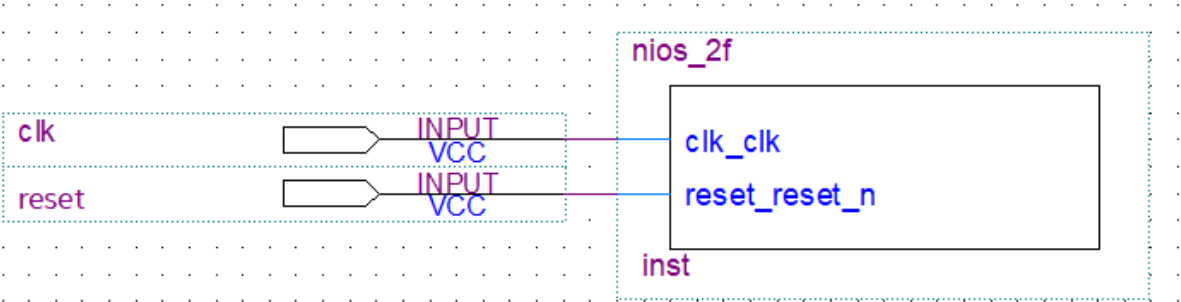 nios_2f
clk INPUT
VCC
clk_clk
reset INPUT
VCC
reset_reset_n
inst